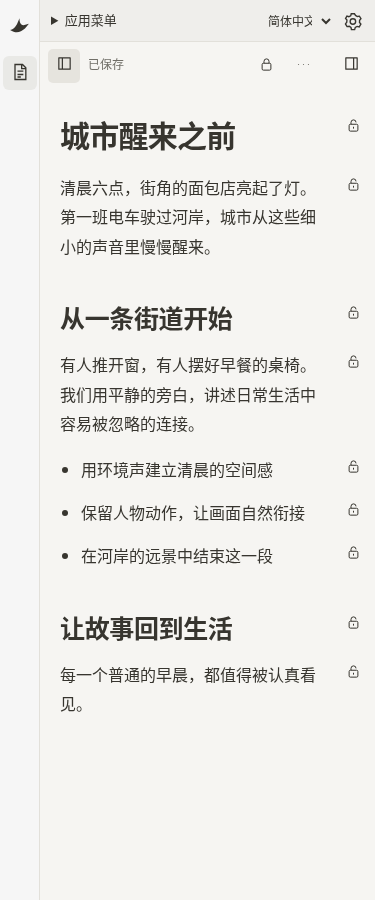 应用菜单
简体中文
已保存
城市醒来之前
清晨六点，街角的面包店亮起了灯。
第一班电车驶过河岸，城市从这些细
小的声音里慢慢醒来。
从一条街道开始
有人推开窗，有人摆好早餐的桌椅。
我们用平静的旁白，讲述日常生活中
容易被忽略的连接。
用环境声建立清晨的空间感
保留人物动作，让画面自然衔接
在河岸的远景中结束这一段
让故事回到生活
每一个普通的早晨，都值得被认真看
见。